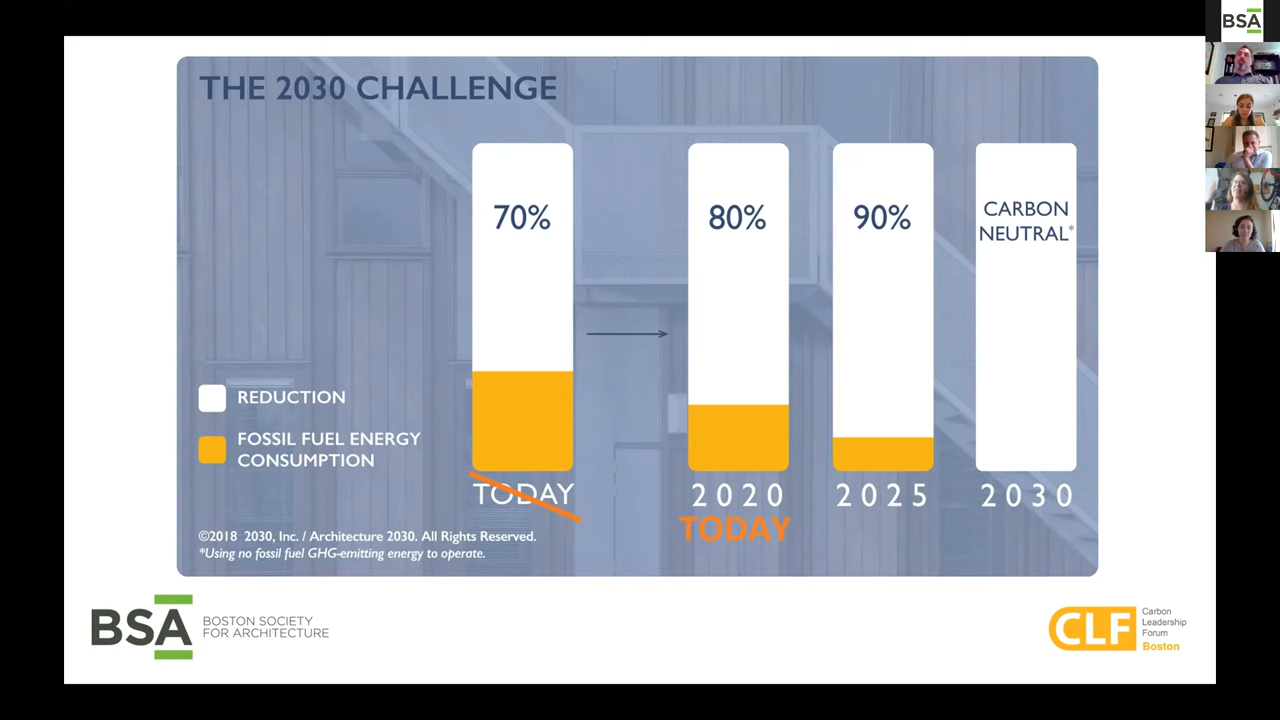 BSA
THE 2030 CHALLENGE
70%
80%
90%
CARBON
NEUTRAL*
REDUCTION
FOSSIL FUEL ENERGY
CONSUMPTION
TODAY
2020
2025
2030
TODAY
©2018 2030, Inc. / Architecture 2030. All Rights Reserved.
*Using no fossil fuel GHG-emitting energy to operate.
BSA
BOSTON SOCIETY
FOR ARCHITECTURE
CLF
Carbon
Leadership
Forum
Boston